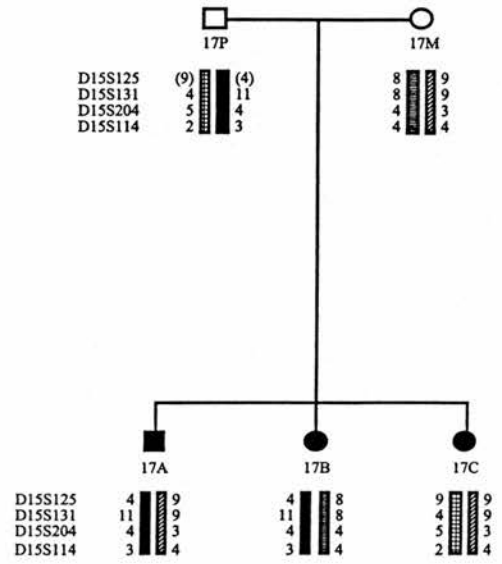 17P 17M
D15S125 (9) (4) 8 9
D15S131 4 11 8 9
D15S204 5 4 4 3
D15S114 2 3 4 4
17A 17B 17C
D15S125 4 9 4 8 9 9
D15S131 11 9 11 8 4 9
D15S204 4 3 4 4 5 3
D15S114 3 4 3 4 2 4